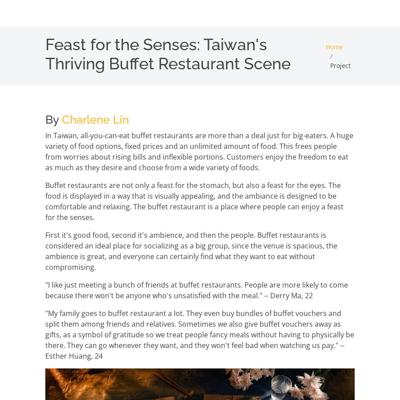 Feast for the Senses: Taiwan's
Thriving Buffet Restaurant Scene
Home
/
Project
By Charlene Lin
In Taiwan, all-you-can-eat buffet restaurants are more than a deal just for big-eaters. A huge
variety of food options, fixed prices and an unlimited amount of food. This frees people
from worries about rising bills and inflexible portions. Customers enjoy the freedom to eat
as much as they desire and choose from a wide variety of foods.
Buffet restaurants are not only a feast for the stomach, but also a feast for the eyes. The
food is displayed in a way that is visually appealing, and the ambiance is designed to be
comfortable and relaxing. The buffet restaurant is a place where people can enjoy a feast
for the senses.
First it's good food, second it's ambience, and then the people. Buffet restaurants is
considered an ideal place for socializing as a big group, since the venue is spacious, the
ambience is great, and everyone can certainly find what they want to eat without
compromising.
"I like just meeting a bunch of friends at buffet restaurants. People are more likely to come
because there won't be anyone who's unsatisfied with the meal." -- Derry Ma, 22
"My family goes to buffet restaurant a lot. They even buy bundles of buffet vouchers and
split them among friends and relatives. Sometimes we also give buffet vouchers away as
gifts, as a symbol of gratitude so we treat people fancy meals without having to physically be
there. They can go whenever they want, and they won't feel bad when watching us pay." --
Esther Huang, 24